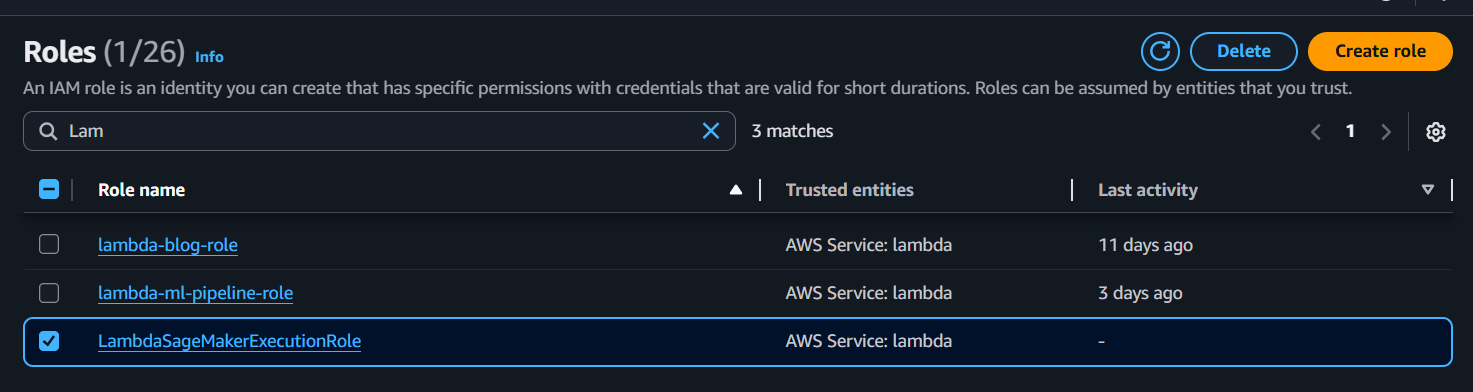 Roles (1/26) Info
Delete
Create role
An IAM role is an identity you can create that has specific permissions with credentials that are valid for short durations. Roles can be assumed by entities that you trust.
Lam
3 matches
1
Role name Trusted entities Last activity
lambda-blog-role AWS Service: lambda 11 days ago
lambda-ml-pipeline-role AWS Service: lambda 3 days ago
LambdaSageMakerExecutionRole AWS Service: lambda -